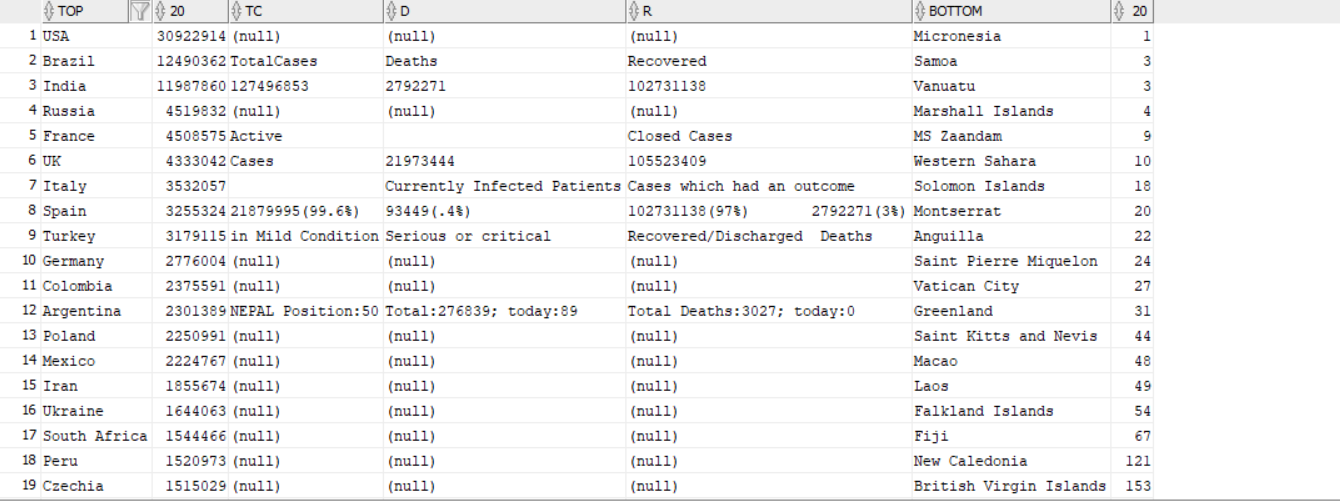 TOP 20 TC D R BOTTOM 20
1 USA 30922914 (null) (null) (null) Micronesia 1
2 Brazil 12490362 TotalCases Deaths Recovered Samoa 3
3 India 11987860 127496853 2792271 102731138 Vanuatu 3
4 Russia 4519832 (null) (null) (null) Marshall Islands 4
5 France 4508575 Active Closed Cases MS Zaandam 9
6 UK 4333042 Cases 21973444 105523409 Western Sahara 10
7 Italy 3532057 Currently Infected Patients Cases which had an outcome Solomon Islands 18
8 Spain 3255324 21879995(99.6%) 93449(.4%) 102731138(97%) 2792271(3%) Montserrat 20
9 Turkey 3179115 in Mild Condition Serious or critical Recovered/Discharged Deaths Anguilla 22
10 Germany 2776004 (null) (null) (null) Saint Pierre Miquelon 24
11 Colombia 2375591 (null) (null) (null) Vatican City 27
12 Argentina 2301389 NEPAL Position:50 Total:276839; today:89 Total Deaths:3027; today:0 Greenland 31
13 Poland 2250991 (null) (null) (null) Saint Kitts and Nevis 44
14 Mexico 2224767 (null) (null) (null) Macao 48
15 Iran 1855674 (null) (null) (null) Laos 49
16 Ukraine 1644063 (null) (null) (null) Falkland Islands 54
17 South Africa 1544466 (null) (null) (null) Fiji 67
18 Peru 1520973 (null) (null) (null) New Caledonia 121
19 Czechia 1515029 (null) (null) (null) British Virgin Islands 153